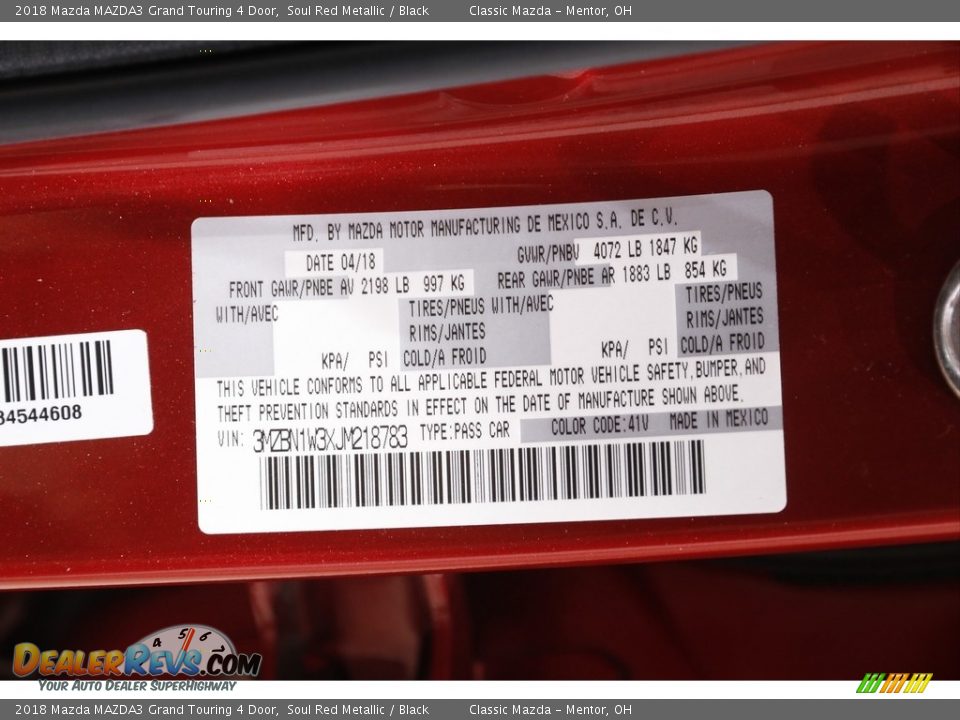 2018 Mazda MAZDA3 Grand Touring 4 Door, Soul Red Metallic / Black Classic Mazda - Mentor, OH
MFD. BY MAZDA MOTOR MANUFACTURING DE MEXICO S.A. DE C.V.
DATE 04/18 GVWR/PNBV 4072 LB 1847 KG
FRONT GAWR/PNBE AV 2198 LB 997 KG REAR GAWR/PNBE AR 1883 LB 854 KG
WITH/AVEC TIRES/PNEUS WITH/AVEC TIRES/PNEUS
RIMS/JANTES RIMS/JANTES
KPA/ PSI COLD/A FROID KPA/ PSI COLD/A FROID
THIS VEHICLE CONFORMS TO ALL APPLICABLE FEDERAL MOTOR VEHICLE SAFETY,BUMPER,AND
THEFT PREVENTION STANDARDS IN EFFECT ON THE DATE OF MANUFACTURE SHOWN ABOVE.
VIN: 3MZBN1W3XJM218783 TYPE:PASS CAR COLOR CODE:41V MADE IN MEXICO
34544608
4 5 6
DEALERREVS.COM
YOUR AUTO DEALER SUPERHIGHWAY
2018 Mazda MAZDA3 Grand Touring 4 Door, Soul Red Metallic / Black Classic Mazda - Mentor, OH